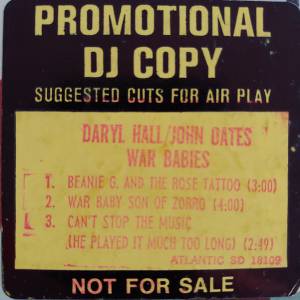 PROMOTIONAL
DJ COPY
SUGGESTED CUTS FOR AIR PLAY
DARYL HALL/JOHN OATES
WAR BABIES
1. BEANIE G. AND THE ROSE TATTOO (3:00)
2. WAR BABY SON OF ZORRO (4:00)
3. CAN'T STOP THE MUSIC
(HE PLAYED IT MUCH TOO LONG) (2:49)
ATLANTIC SD 18109
NOT FOR SALE